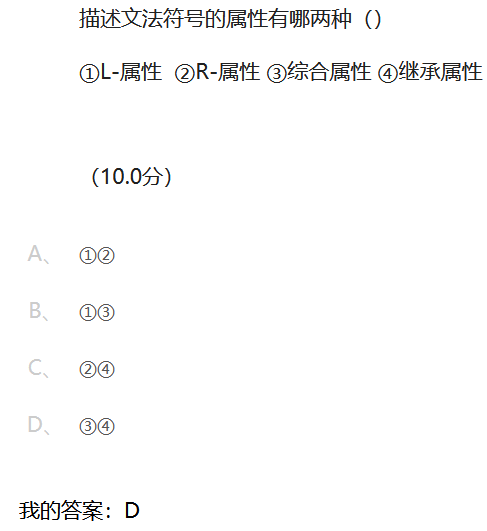 描述文法符号的属性有哪两种（）
①L-属性 ②R-属性 ③综合属性 ④继承属性
（10.0分）
A、 ①②
B、 ①③
C、 ②④
D、 ③④
我的答案：D